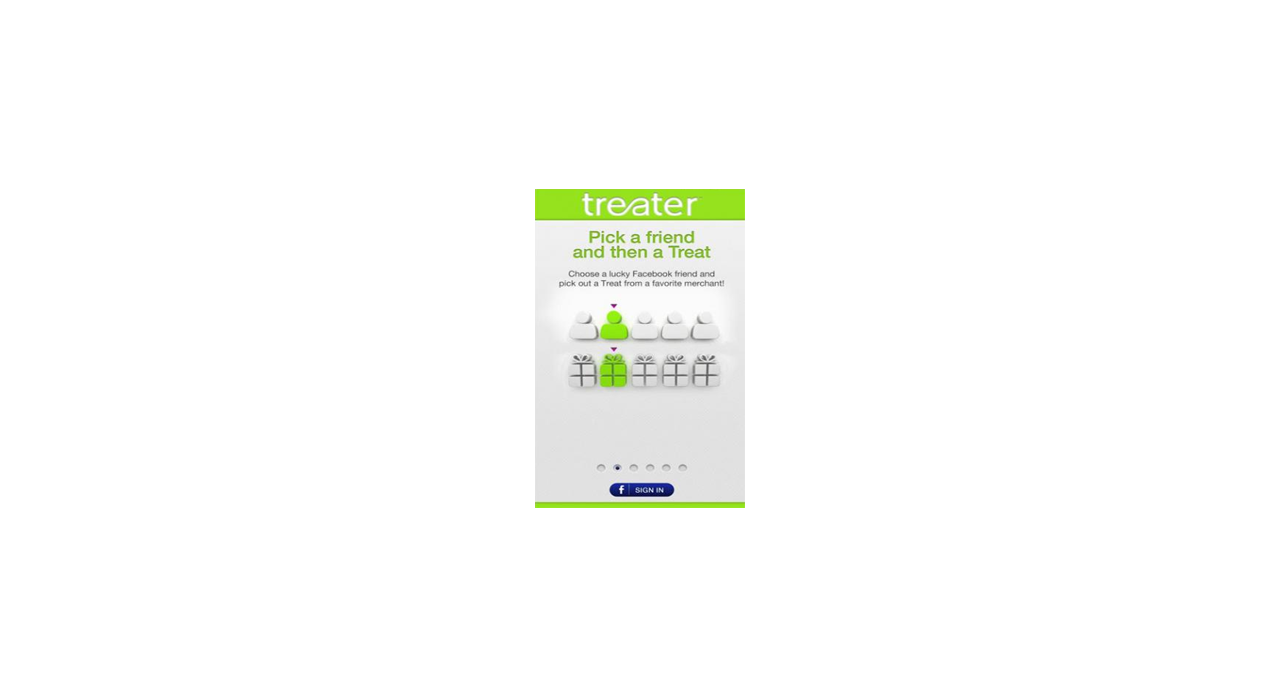 treater
Pick a friend
and then a Treat
Choose a lucky Facebook friend and
pick out a Treat from a favorite merchant!
f SIGN IN